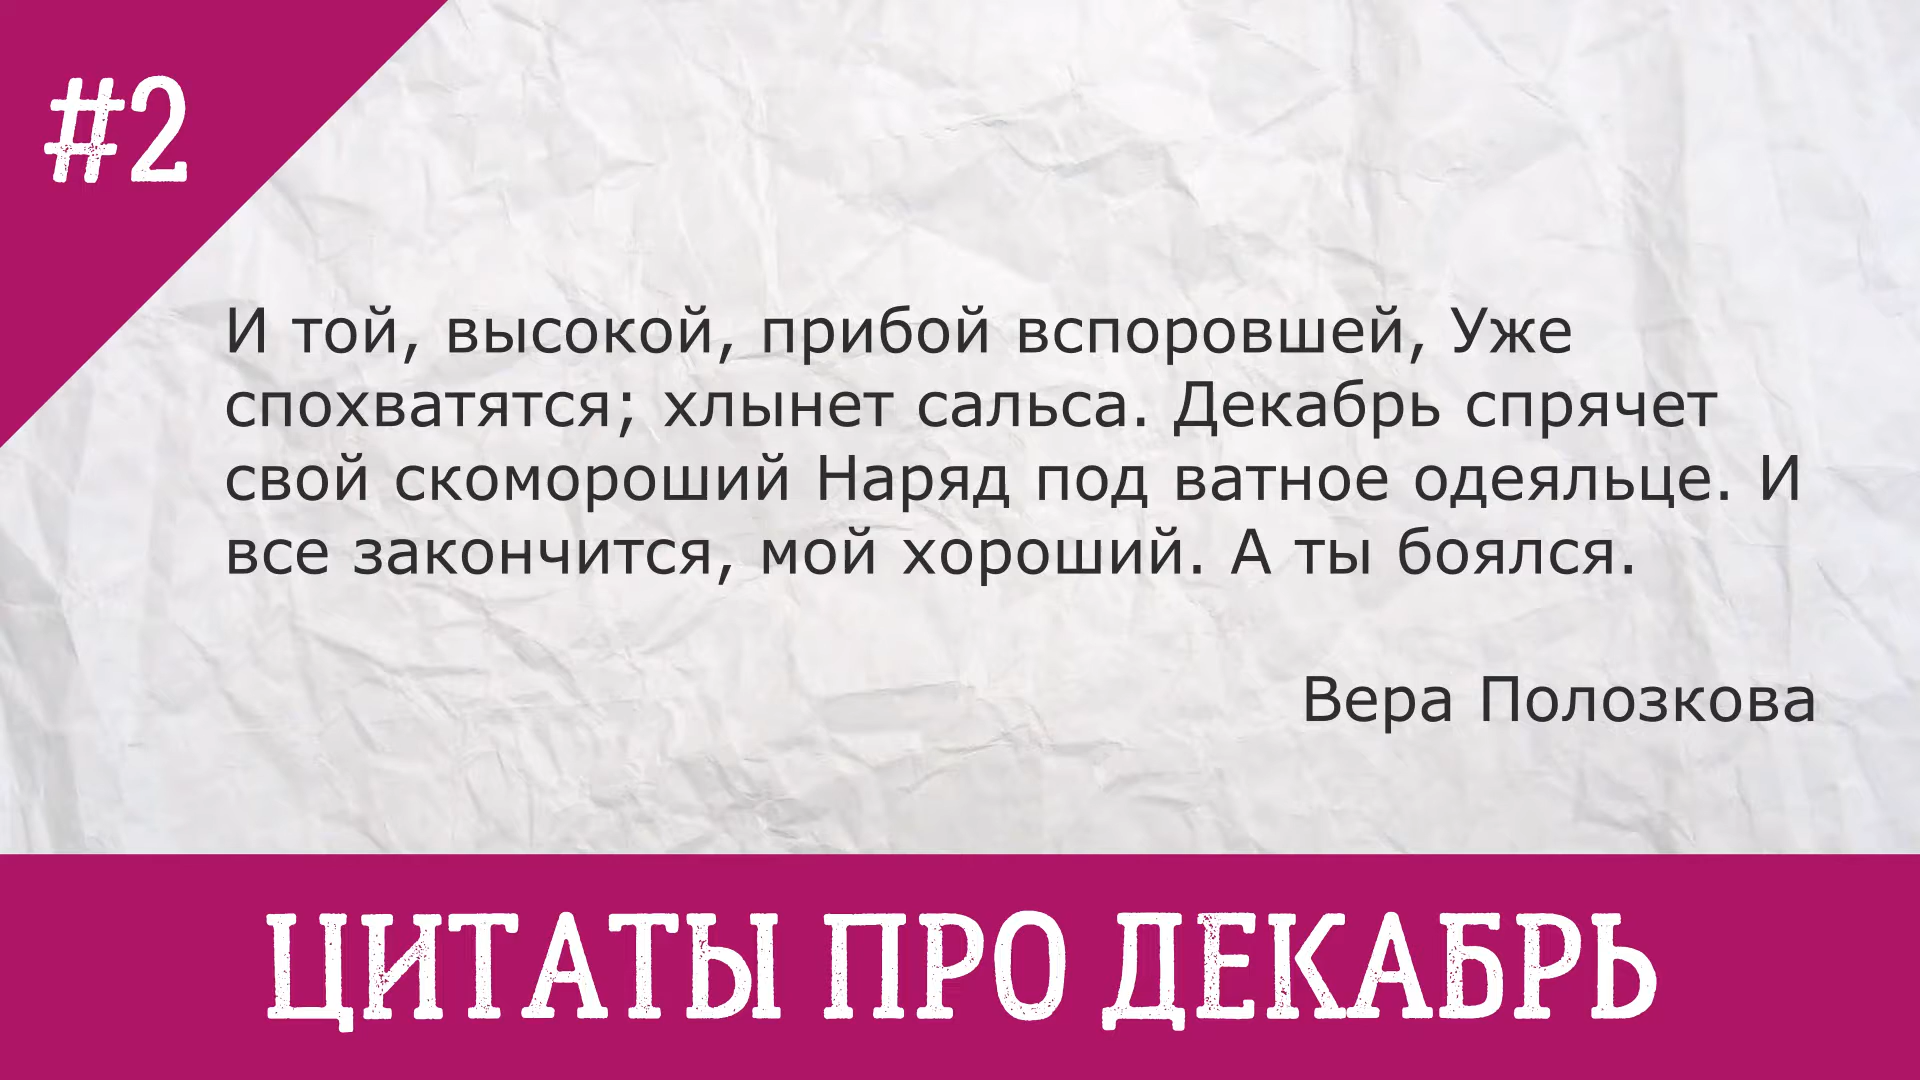 #2
И той, высокой, прибой вспоровшей, Уже
спохватятся; хлынет сальса. Декабрь спрячет
свой скомороший Наряд под ватное одеяльце. И
все закончится, мой хороший. А ты боялся.
Вера Полозкова
ЦИТАТЫ ПРО ДЕКАБРЬ